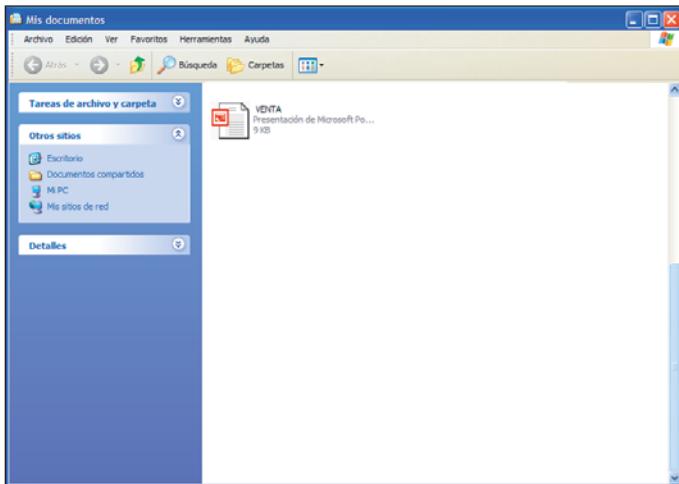 Mis documentos
Archivo Edición Ver Favoritos Herramientas Ayuda
Atrás Búsqueda Carpetas
Tareas de archivo y carpeta
Otros sitios
Escritorio
Documentos compartidos
Mi PC
Mis sitios de red
Detalles
VENTA
Presentación de Microsoft Po...
9 KB